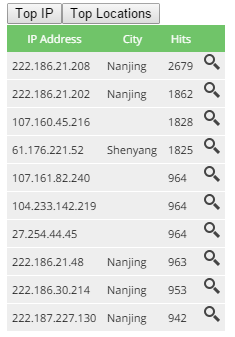 Top IP Top Locations
IP Address City Hits
222.186.21.208 Nanjing 2679
222.186.21.202 Nanjing 1862
107.160.45.216 1828
61.176.221.52 Shenyang 1825
107.161.82.240 964
104.233.142.219 964
27.254.44.45 964
222.186.21.48 Nanjing 963
222.186.30.214 Nanjing 953
222.187.227.130 Nanjing 942